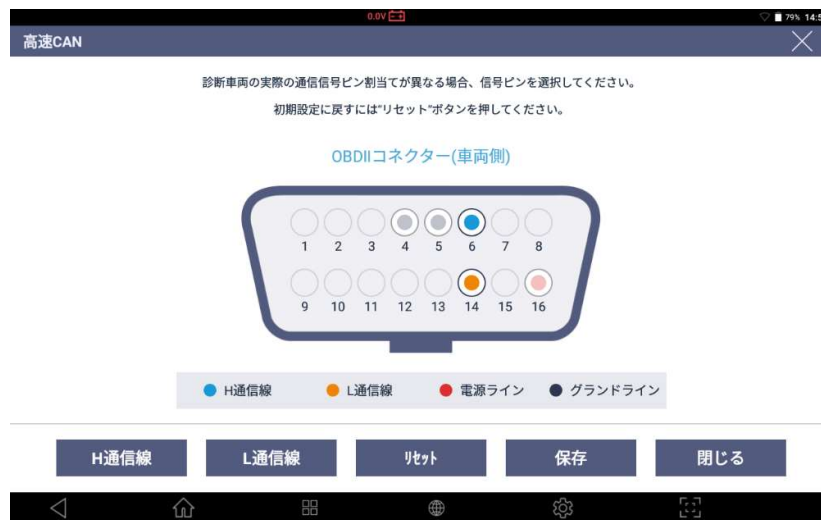 0.0V
79% 14:5
高速CAN
診断車両の実際の通信信号ピン割当てが異なる場合、信号ピンを選択してください。
初期設定に戻すには"リセット"ボタンを押してください。
OBDIIコネクター(車両側)
1 2 3 4 5 6 7 8
9 10 11 12 13 14 15 16
H通信線 L通信線 電源ライン グランドライン
H通信線 L通信線 ﾘｾｯﾄ 保存 閉じる